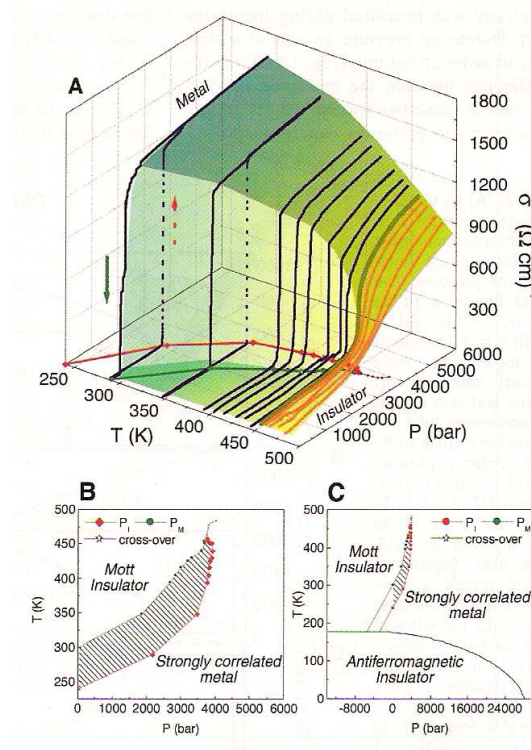 A
Metal
Insulator
1800
1500
1200
900
600
300
σ (Ω cm)
250
300
350
400
450
500
T (K)
1000
2000
3000
4000
5000
6000
P (bar)
B
500
450
400
350
300
250
T (K)
P_I P_M
cross-over
Mott
Insulator
Strongly correlated
metal
0 1000 2000 3000 4000 5000 6000
P (bar)
C
500
400
300
200
100
0
T (K)
P_I P_M
cross-over
Mott
Insulator
Strongly correlated
metal
Antiferromagnetic
Insulator
-8000 0 8000 16000 24000
P (bar)